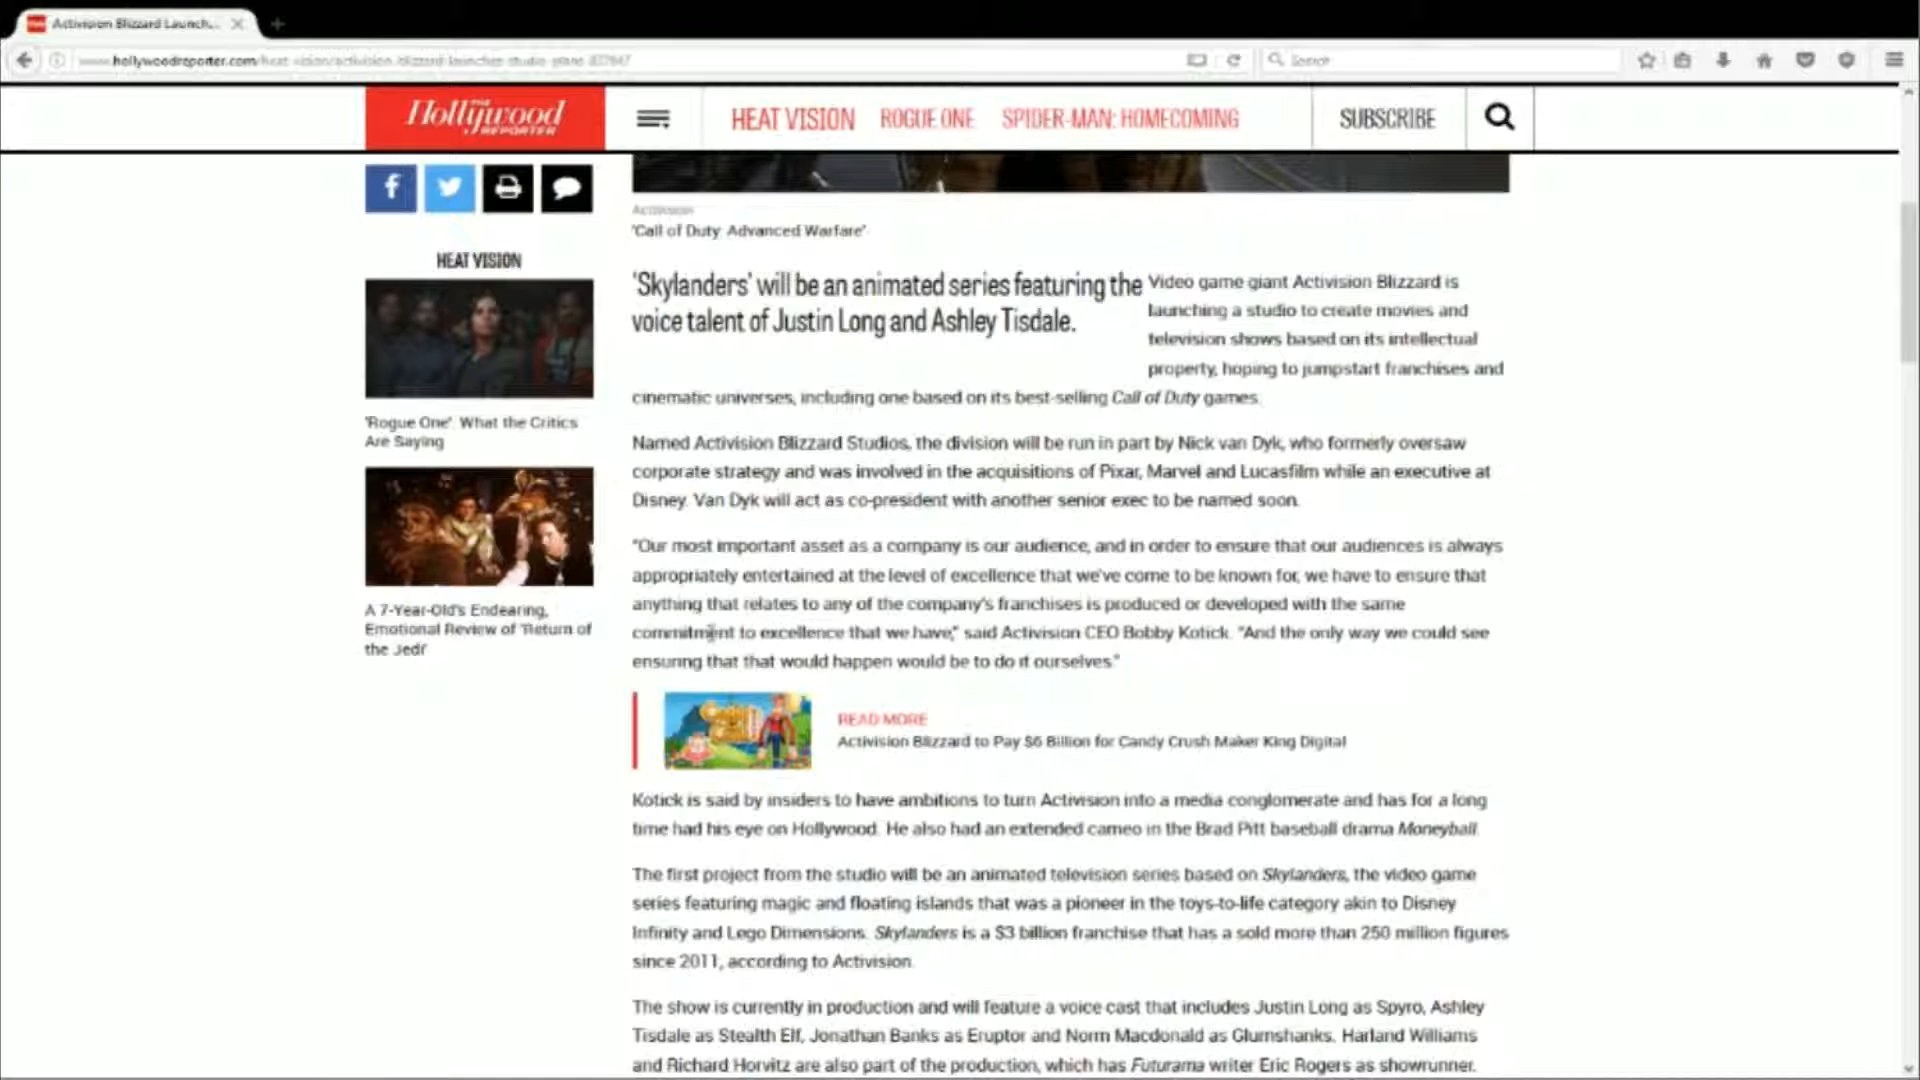 Activision Blizzard Launch...
www.hollywoodreporter.com/heat-vision/activision-blizzard-launches-studio-plans-837847
Search
THE
Hollywood
REPORTER
HEAT VISION
ROGUE ONE
SPIDER-MAN: HOMECOMING
SUBSCRIBE
Activision
'Call of Duty: Advanced Warfare'
HEAT VISION
'Rogue One': What the Critics
Are Saying
A 7-Year-Old's Endearing,
Emotional Review of 'Return of
the Jedi'
'Skylanders' will be an animated series featuring the
voice talent of Justin Long and Ashley Tisdale.
Video game giant Activision Blizzard is
launching a studio to create movies and
television shows based on its intellectual
property, hoping to jumpstart franchises and
cinematic universes, including one based on its best-selling Call of Duty games.
Named Activision Blizzard Studios, the division will be run in part by Nick van Dyk, who formerly oversaw
corporate strategy and was involved in the acquisitions of Pixar, Marvel and Lucasfilm while an executive at
Disney. Van Dyk will act as co-president with another senior exec to be named soon.
"Our most important asset as a company is our audience, and in order to ensure that our audiences is always
appropriately entertained at the level of excellence that we've come to be known for, we have to ensure that
anything that relates to any of the company's franchises is produced or developed with the same
commitment to excellence that we have," said Activision CEO Bobby Kotick. "And the only way we could see
ensuring that that would happen would be to do it ourselves."
READ MORE
Activision Blizzard to Pay $6 Billion for Candy Crush Maker King Digital
Kotick is said by insiders to have ambitions to turn Activision into a media conglomerate and has for a long
time had his eye on Hollywood. He also had an extended cameo in the Brad Pitt baseball drama Moneyball.
The first project from the studio will be an animated television series based on Skylanders, the video game
series featuring magic and floating islands that was a pioneer in the toys-to-life category akin to Disney
Infinity and Lego Dimensions. Skylanders is a $3 billion franchise that has a sold more than 250 million figures
since 2011, according to Activision.
The show is currently in production and will feature a voice cast that includes Justin Long as Spyro, Ashley
Tisdale as Stealth Elf, Jonathan Banks as Eruptor and Norm Macdonald as Glumshanks. Harland Williams
and Richard Horvitz are also part of the production, which has Futurama writer Eric Rogers as showrunner.